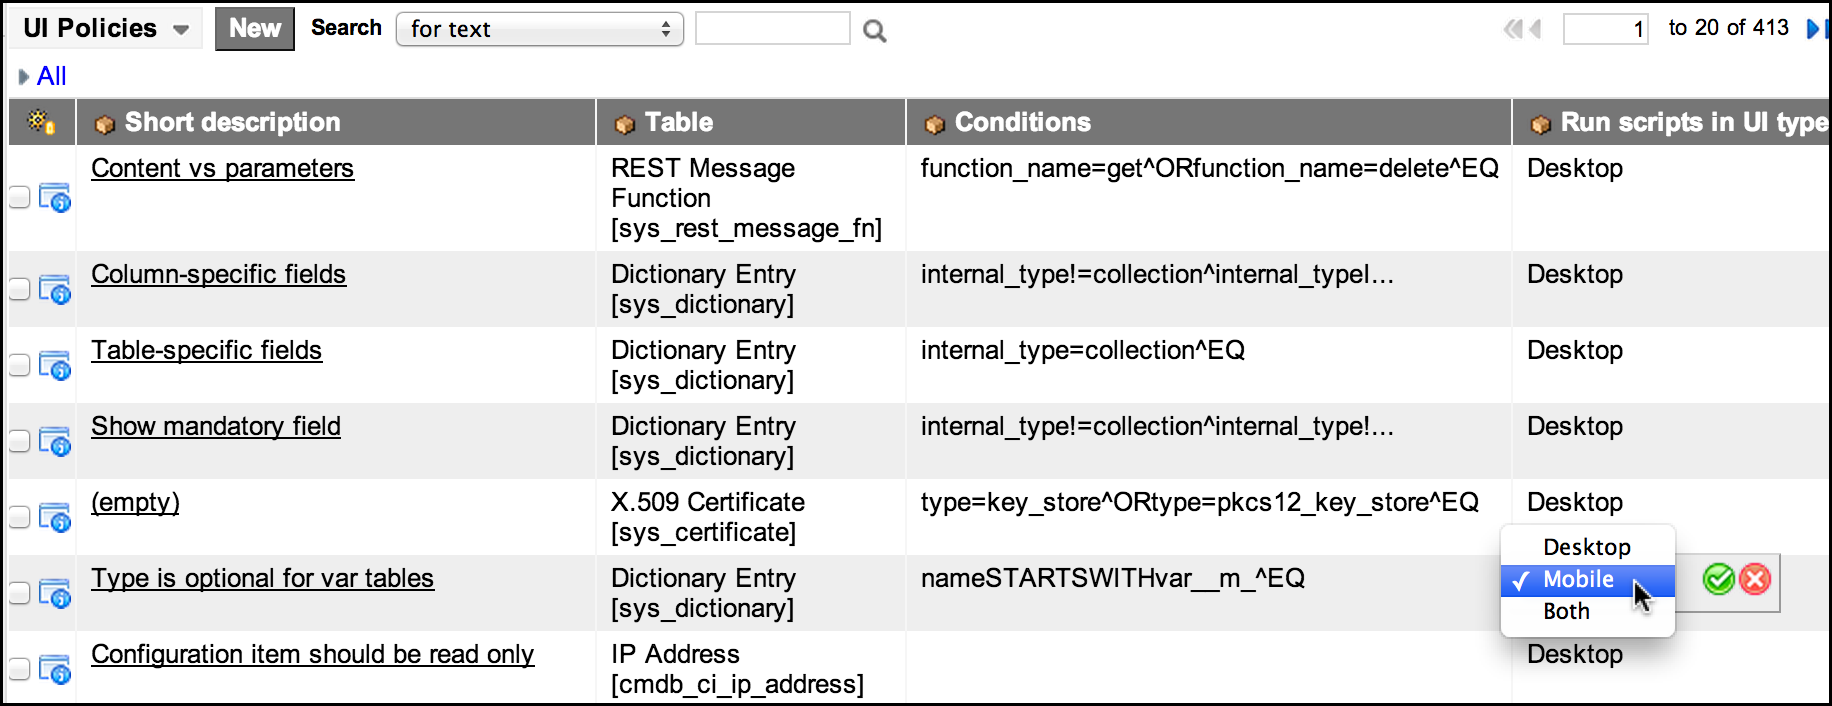 UI Policies New Search for text 1 to 20 of 413
All
Short description Table Conditions Run scripts in UI type
Content vs parameters REST Message function_name=get^ORfunction_name=delete^EQ Desktop
Function
[sys_rest_message_fn]
Column-specific fields Dictionary Entry internal_type!=collection^internal_typeI... Desktop
[sys_dictionary]
Table-specific fields Dictionary Entry internal_type=collection^EQ Desktop
[sys_dictionary]
Show mandatory field Dictionary Entry internal_type!=collection^internal_type!... Desktop
[sys_dictionary]
(empty) X.509 Certificate type=key_store^ORtype=pkcs12_key_store^EQ Desktop
[sys_certificate]
Desktop
Type is optional for var tables Dictionary Entry nameSTARTSWITHvar__m_^EQ ✓ Mobile
[sys_dictionary] Both
Configuration item should be read only IP Address Desktop
[cmdb_ci_ip_address]